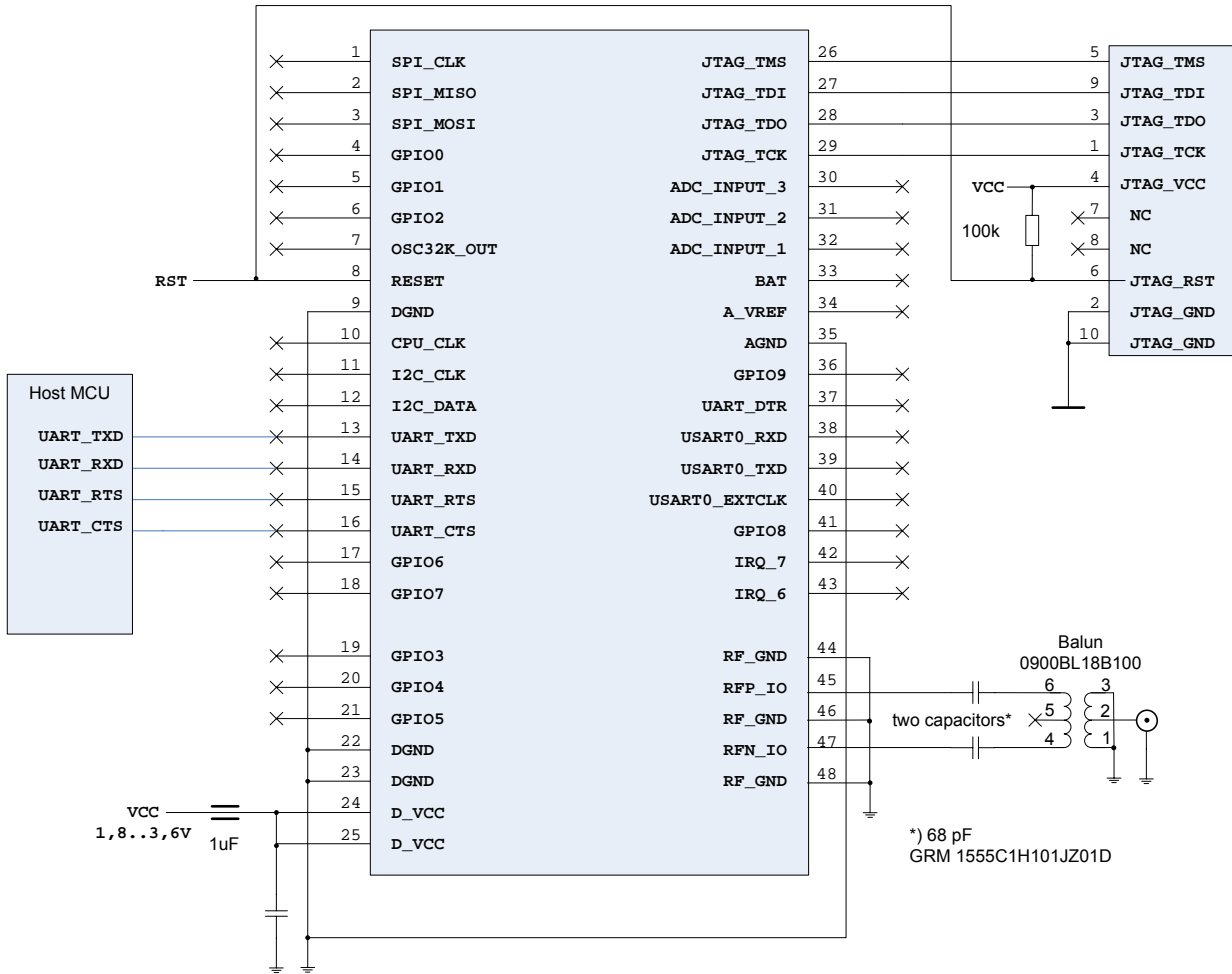 Host MCU
UART_TXD
UART_RXD
UART_RTS
UART_CTS
RST
VCC
1,8..3,6V
1uF
1 SPI_CLK
2 SPI_MISO
3 SPI_MOSI
4 GPIO0
5 GPIO1
6 GPIO2
7 OSC32K_OUT
8 RESET
9 DGND
10 CPU_CLK
11 I2C_CLK
12 I2C_DATA
13 UART_TXD
14 UART_RXD
15 UART_RTS
16 UART_CTS
17 GPIO6
18 GPIO7
19 GPIO3
20 GPIO4
21 GPIO5
22 DGND
23 DGND
24 D_VCC
25 D_VCC
JTAG_TMS 26
JTAG_TDI 27
JTAG_TDO 28
JTAG_TCK 29
ADC_INPUT_3 30
ADC_INPUT_2 31
ADC_INPUT_1 32
BAT 33
A_VREF 34
AGND 35
GPIO9 36
UART_DTR 37
USART0_RXD 38
USART0_TXD 39
USART0_EXTCLK 40
GPIO8 41
IRQ_7 42
IRQ_6 43
RF_GND 44
RFP_IO 45
RF_GND 46
RFN_IO 47
RF_GND 48
5 JTAG_TMS
9 JTAG_TDI
3 JTAG_TDO
1 JTAG_TCK
VCC 4 JTAG_VCC
7 NC
100k
8 NC
6 JTAG_RST
2 JTAG_GND
10 JTAG_GND
Balun
0900BL18B100
6 3
two capacitors* 5 2
4 1
*) 68 pF
GRM 1555C1H101JZ01D